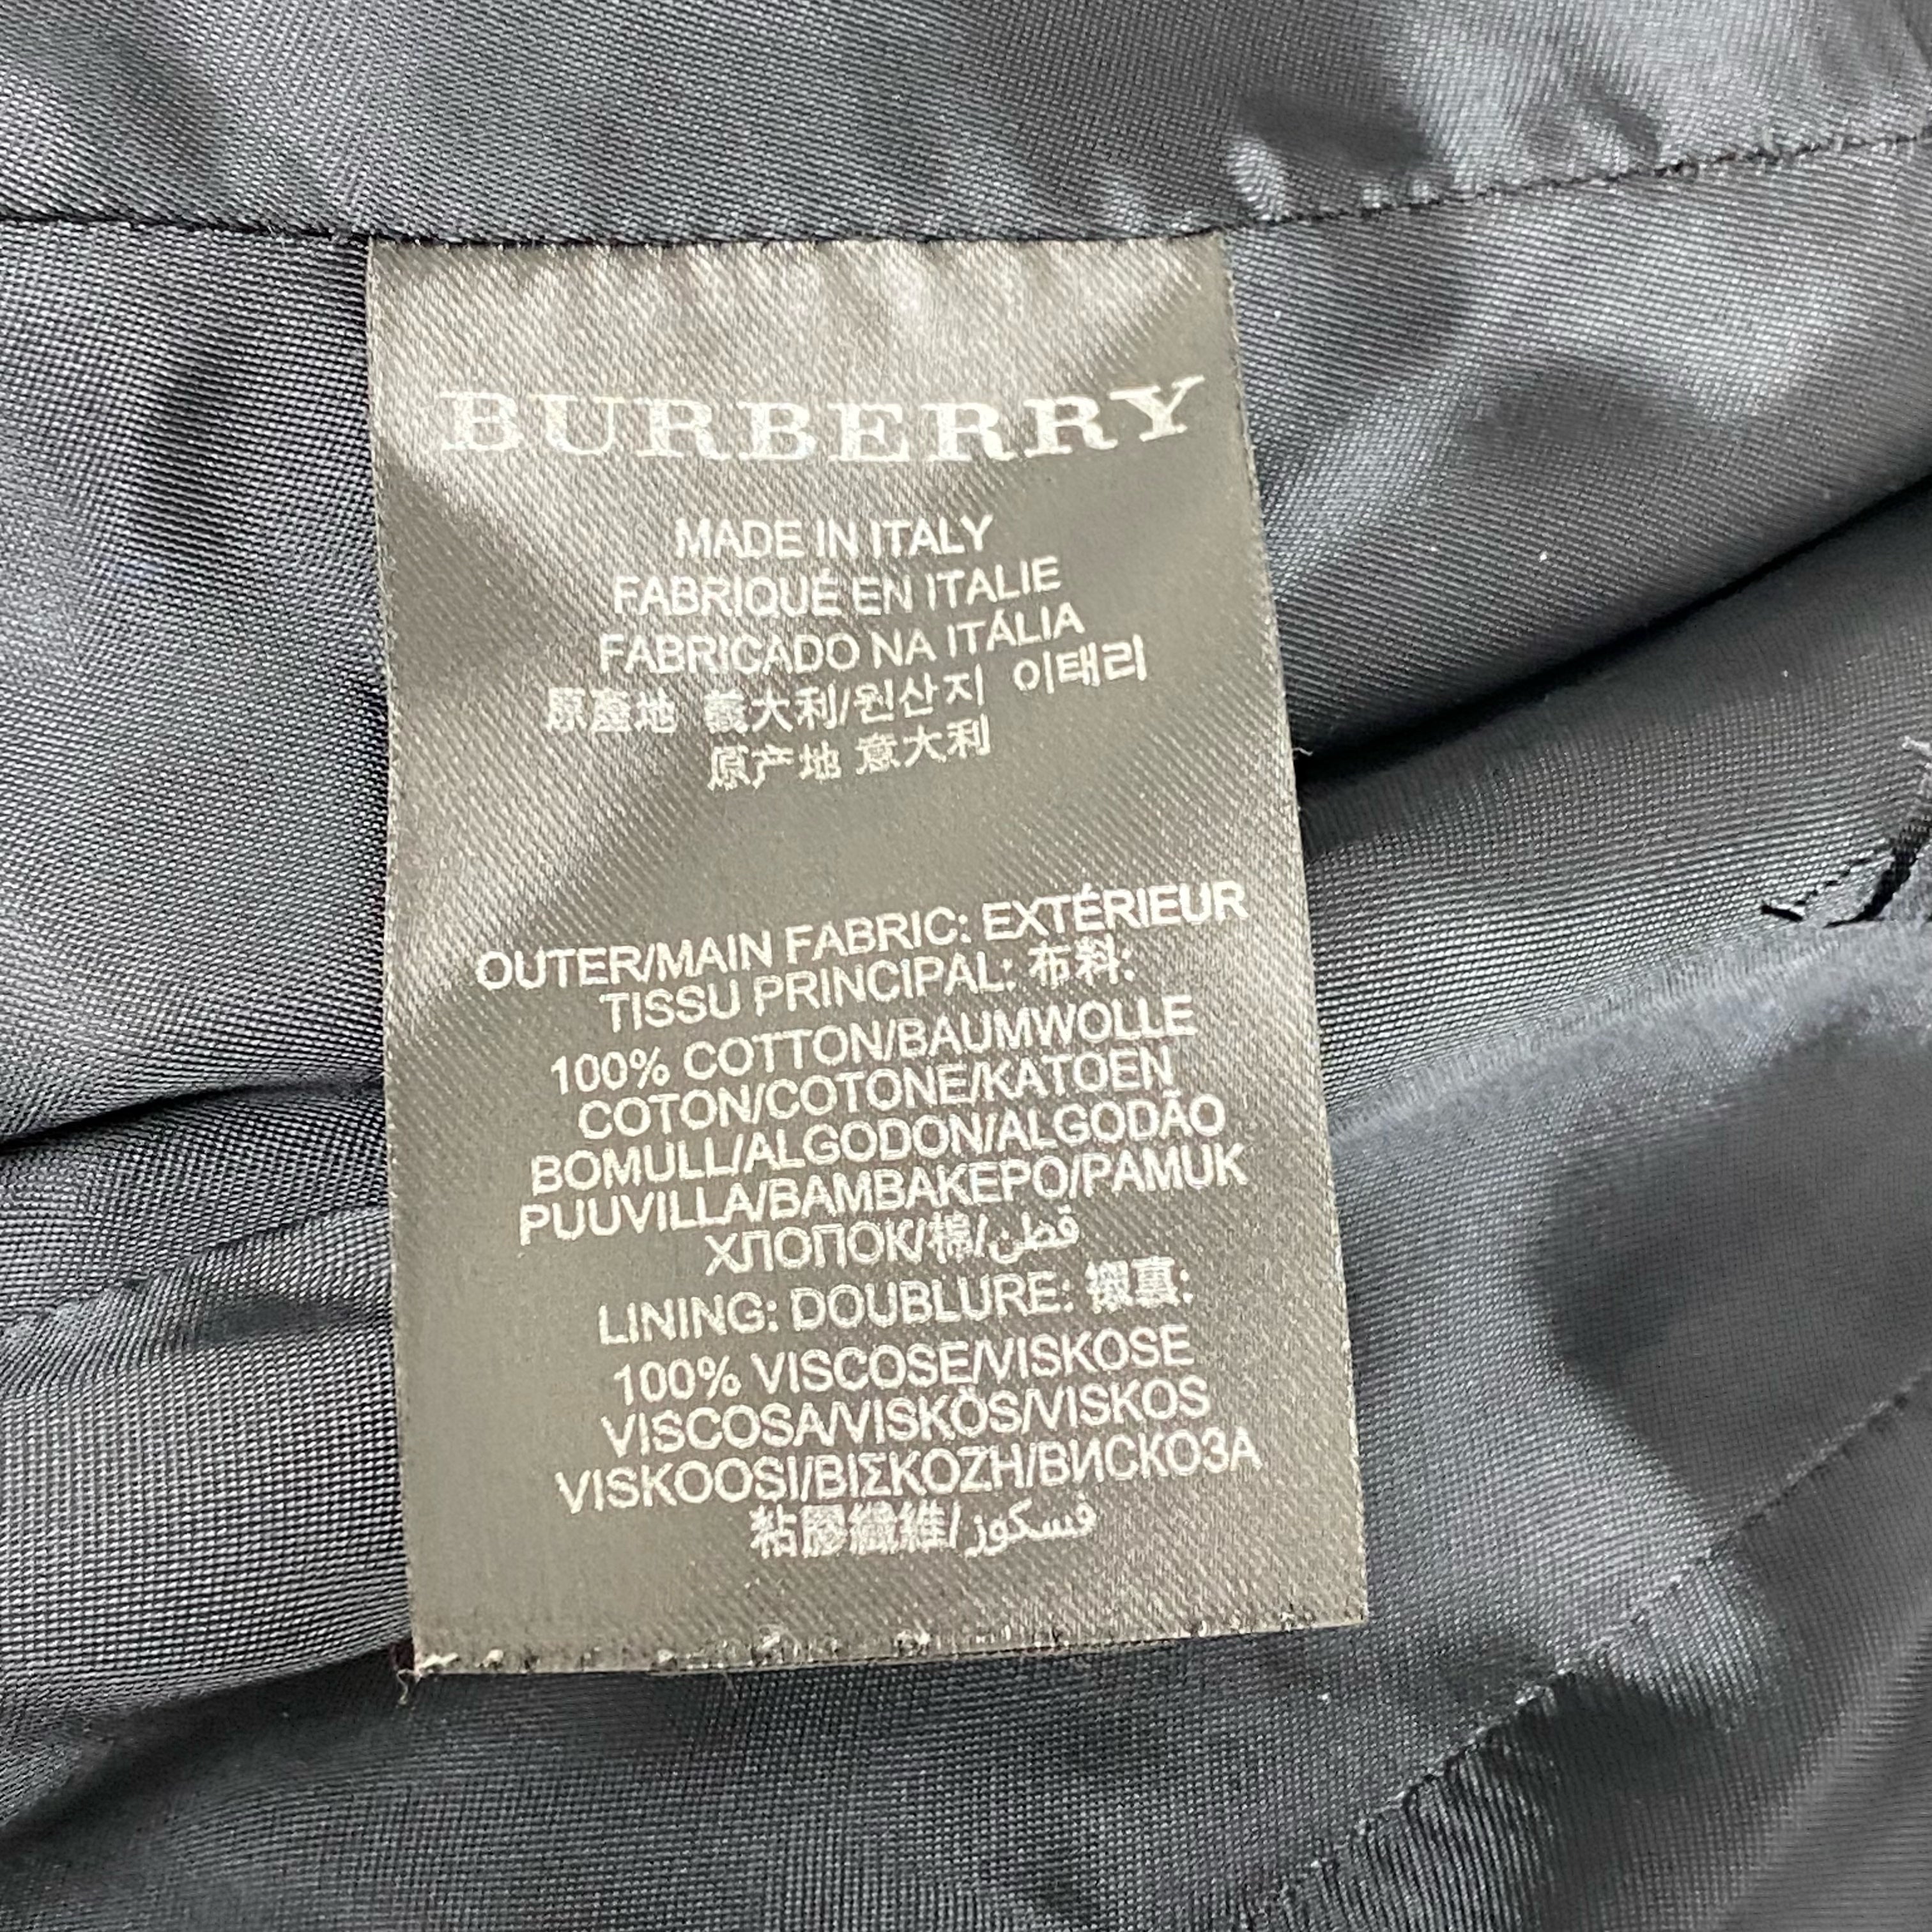 BURBERRY
MADE IN ITALY
FABRIQUÉ EN ITALIE
FABRICADO NA ITÁLIA
原產地 義大利/원산지 이태리
原产地 意大利
OUTER/MAIN FABRIC: EXTÉRIEUR
TISSU PRINCIPAL: 布料:
100% COTTON/BAUMWOLLE
COTON/COTONE/KATOEN
BOMULL/ALGODON/ALGODÃO
PUUVILLA/ΒΑΜΒΑΚΕΡΟ/PAMUK
ХЛОПОК/棉/قطن
LINING: DOUBLURE: 襯裏:
100% VISCOSE/VISKOSE
VISCOSA/VISKÖS/VISKOS
VISKOOSI/ΒΙΣΚΟΖΗ/ВИСКОЗА
粘膠纖維/فسكوز